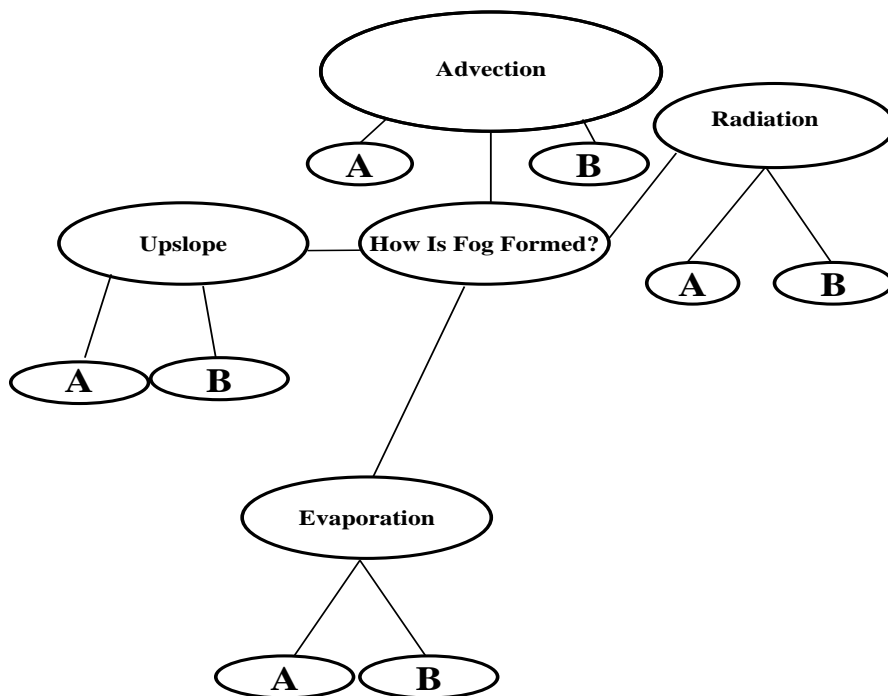 Advection
Radiation
A
B
Upslope
How Is Fog Formed?
A
B
A
B
Evaporation
A
B